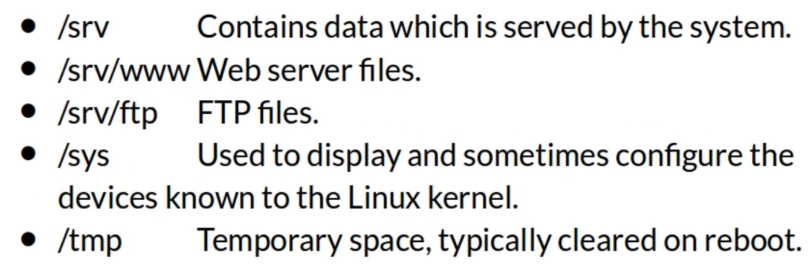 • /srv Contains data which is served by the system.
• /srv/www Web server files.
• /srv/ftp FTP files.
• /sys Used to display and sometimes configure the
devices known to the Linux kernel.
• /tmp Temporary space, typically cleared on reboot.